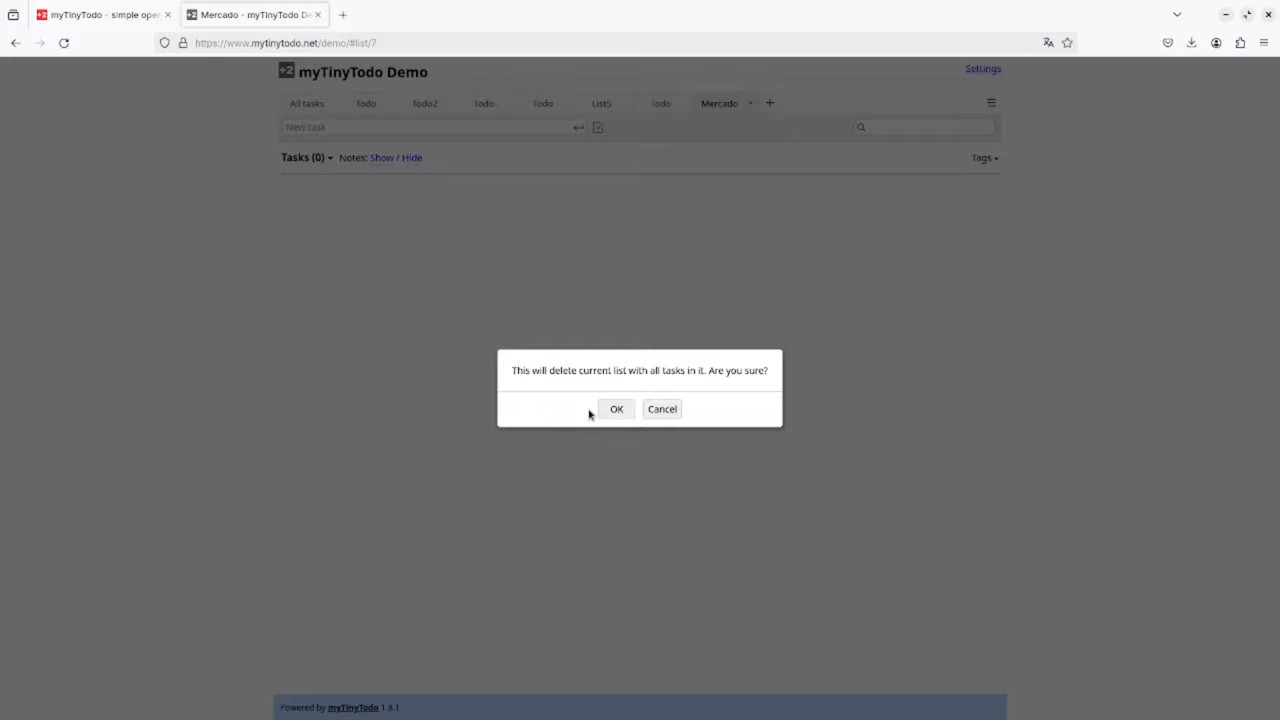 myTinyTodo - simple oper
Mercado - myTinyTodo De
https://www.mytinytodo.net/demo/#list/7
+2 myTinyTodo Demo
Settings
All tasks Todo Todo2 Todo Todo List5 Todo Mercado
New task
Tasks (0) Notes: Show / Hide Tags
This will delete current list with all tasks in it. Are you sure?
OK Cancel
Powered by myTinyTodo 1.8.1